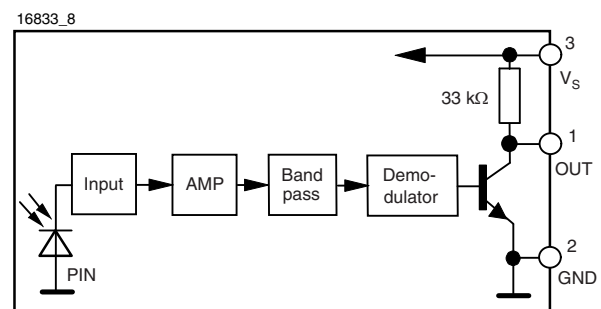 16833_8
3
V_S
33 kΩ
1
OUT
Input
AMP
Band
pass
Demo-
dulator
2
GND
PIN